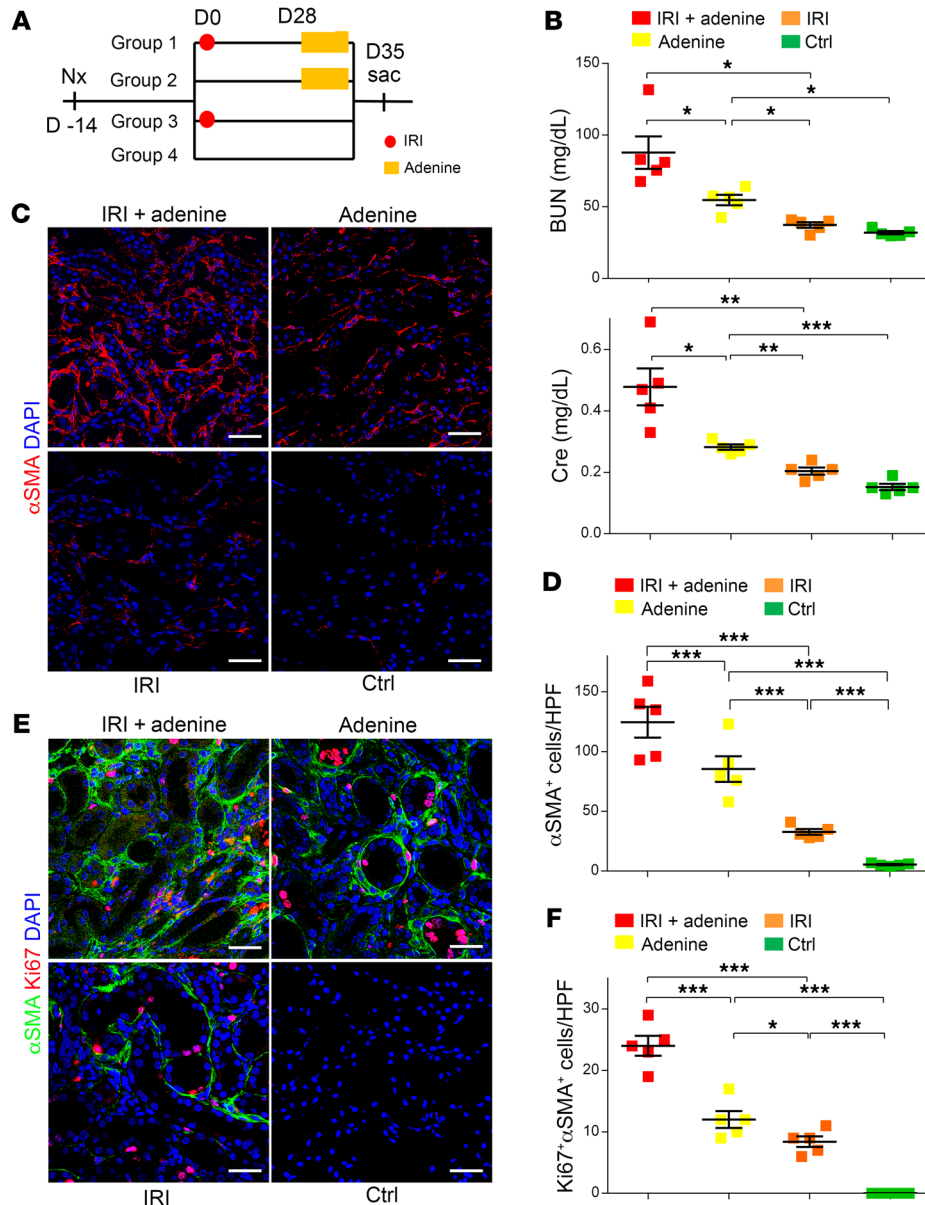 A
D0
D28
Group 1
Group 2
Group 3
Group 4
Nx
D -14
D35
sac
IRI
Adenine
B
IRI + adenine
IRI
Adenine
Ctrl
BUN (mg/dL)
150
100
50
0
*
*
*
*
Cre (mg/dL)
0.6
0.4
0.2
0.0
**
***
*
**
C
IRI + adenine
Adenine
αSMA DAPI
IRI
Ctrl
D
IRI + adenine
IRI
Adenine
Ctrl
αSMA⁺ cells/HPF
150
100
50
0
***
***
***
***
***
E
IRI + adenine
Adenine
αSMA Ki67 DAPI
IRI
Ctrl
F
IRI + adenine
IRI
Adenine
Ctrl
Ki67⁺αSMA⁺ cells/HPF
30
20
10
0
***
***
***
*
***